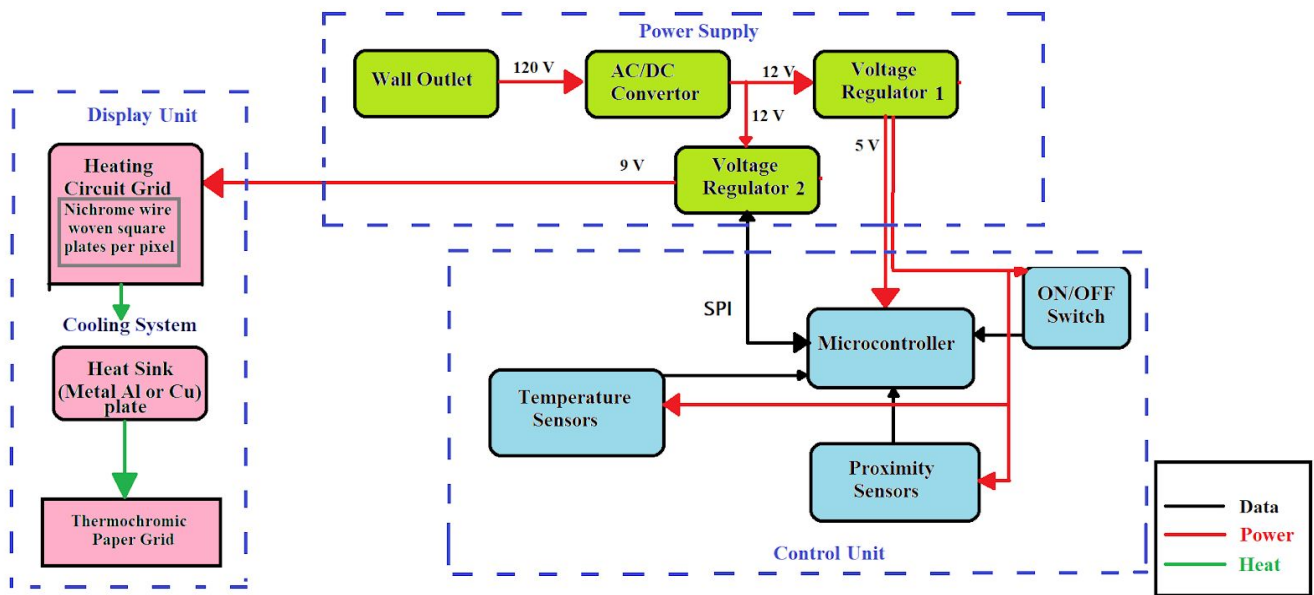 Power Supply
Wall Outlet
120 V
AC/DC
Convertor
12 V
12 V
Voltage
Regulator 1
5 V
Voltage
Regulator 2
9 V
Display Unit
Heating
Circuit Grid
Nichrome wire
woven square
plates per pixel
Cooling System
Heat Sink
(Metal Al or Cu)
plate
Thermochromic
Paper Grid
SPI
ON/OFF
Switch
Microcontroller
Temperature
Sensors
Proximity
Sensors
Control Unit
Data
Power
Heat